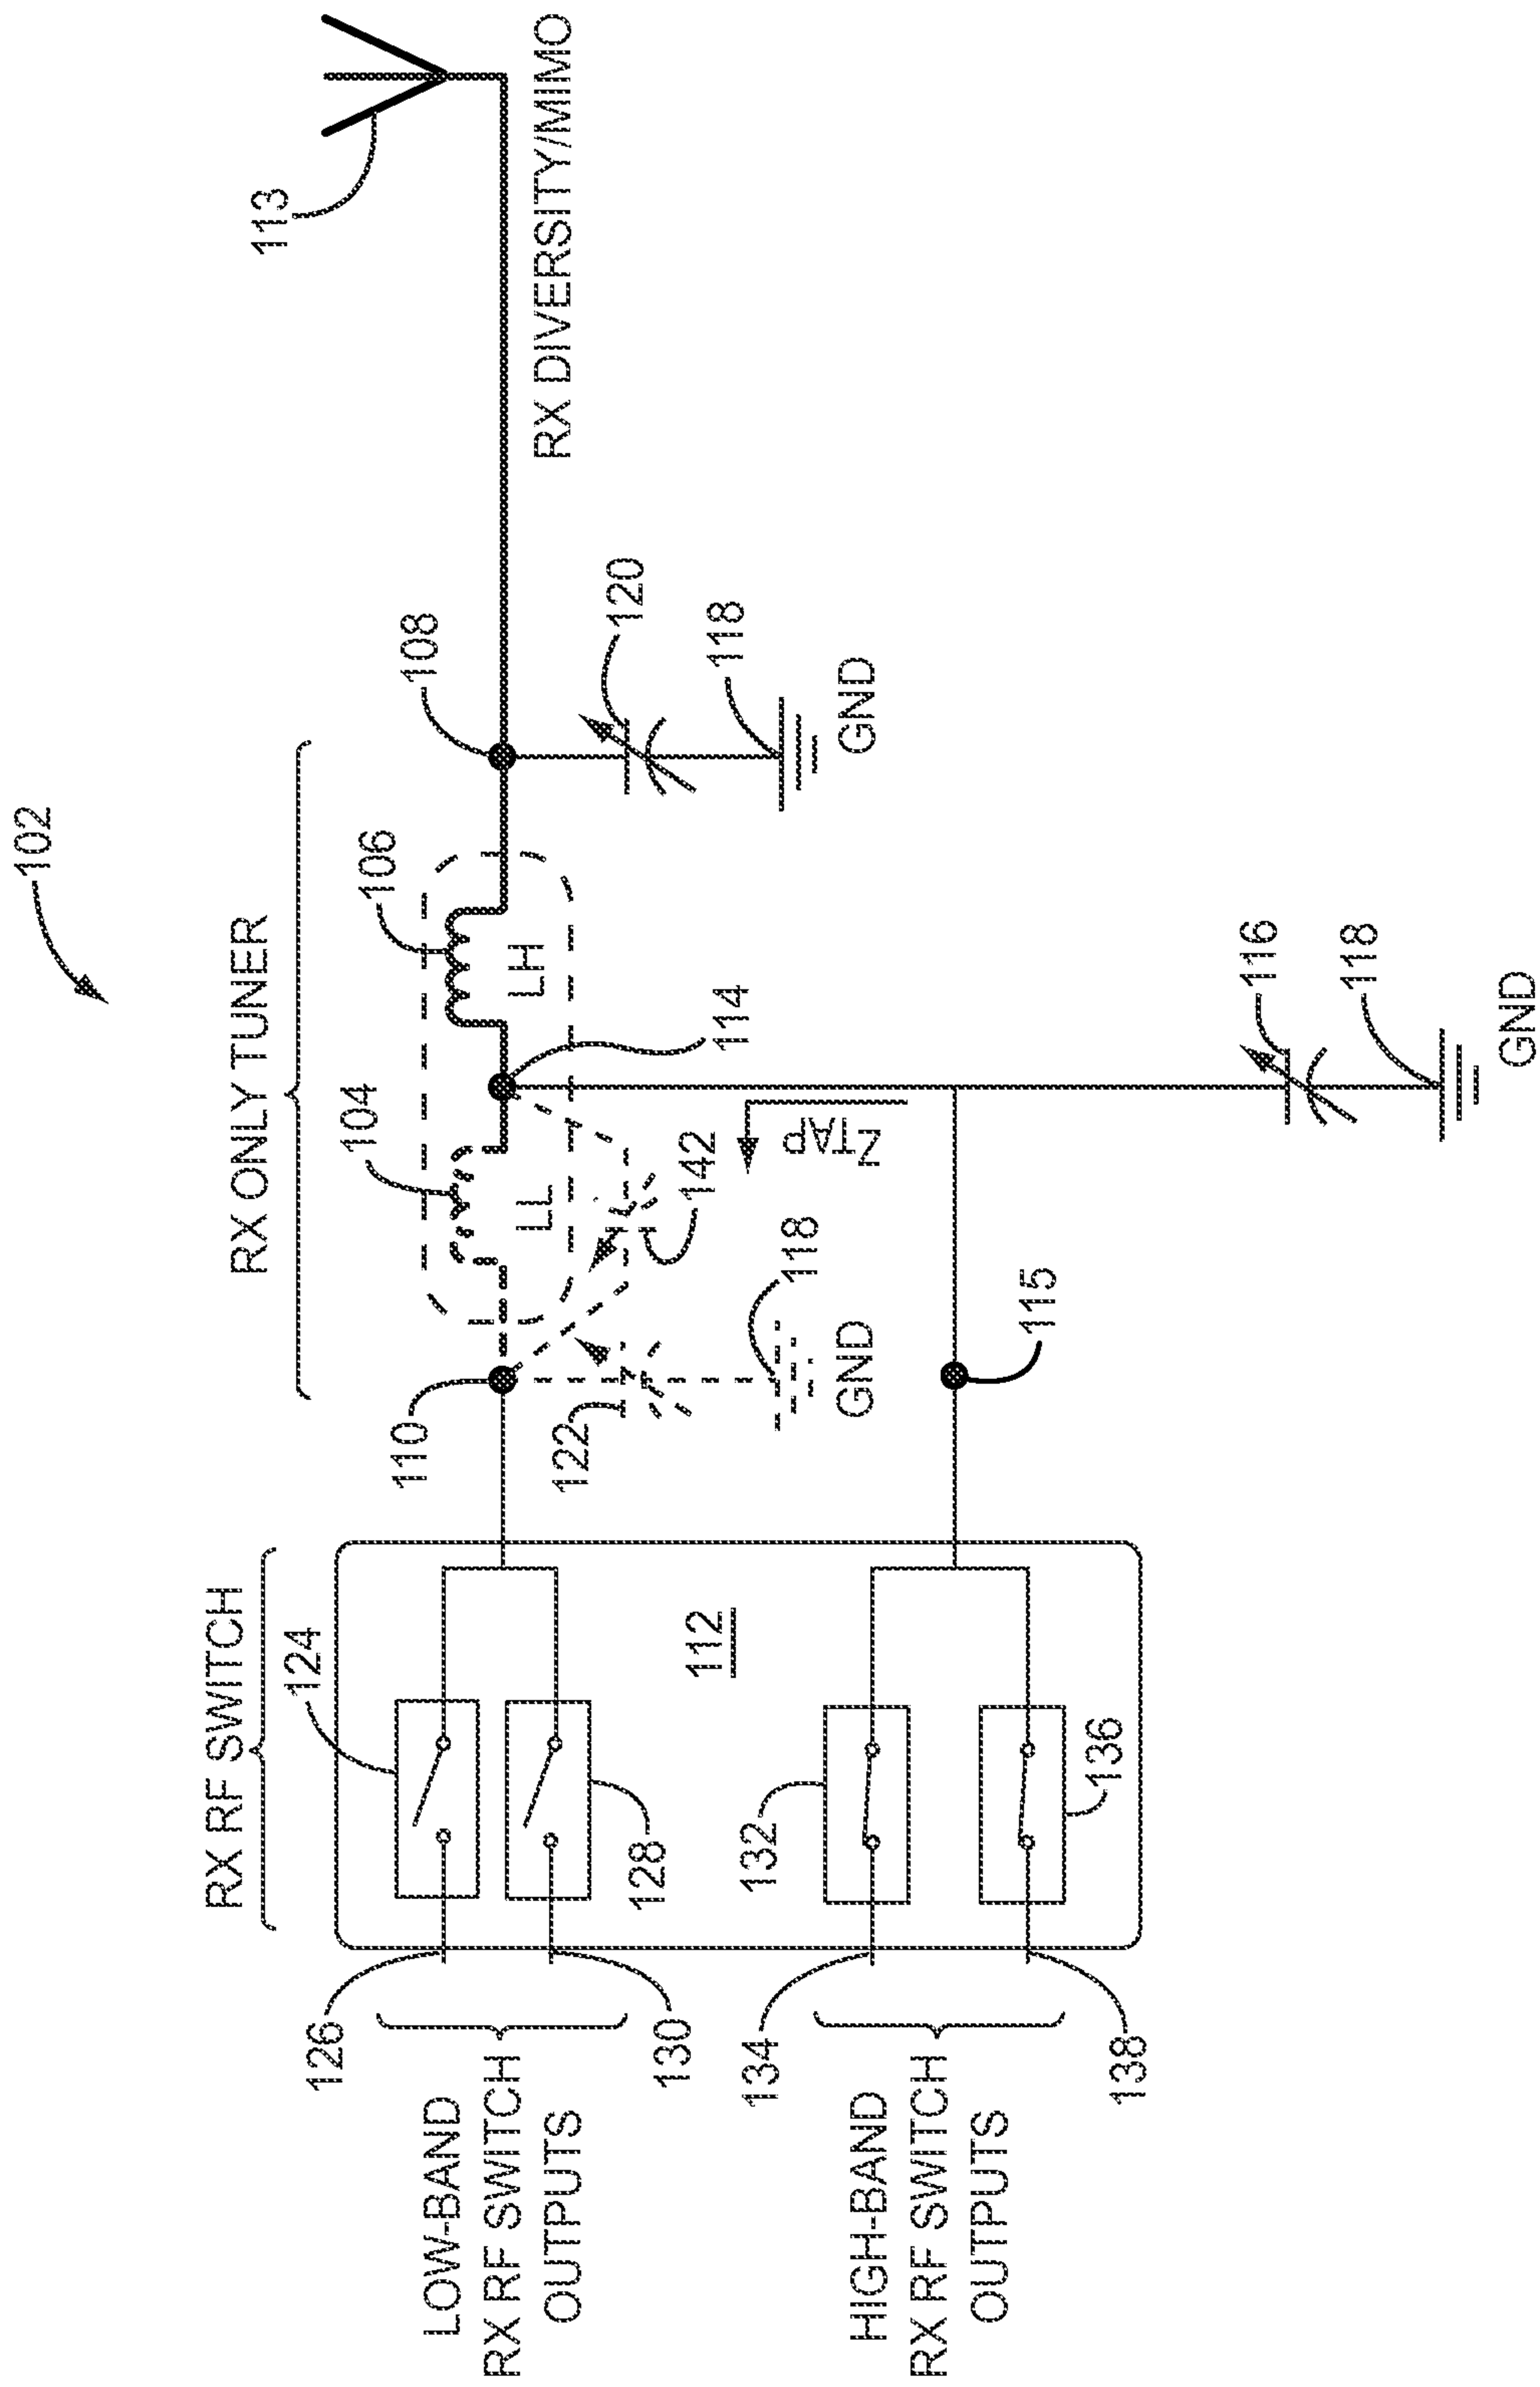 102
RX RF SWITCH
RX ONLY TUNER
113
124
104
106
126
110
108
LOW-BAND
RX RF SWITCH
OUTPUTS
LL
LH
RX DIVERSITY/MIMO
130
128
122
142
114
120
118
118
GND
GND
112
ZTAP
134
132
HIGH-BAND
RX RF SWITCH
OUTPUTS
115
138
136
116
118
GND